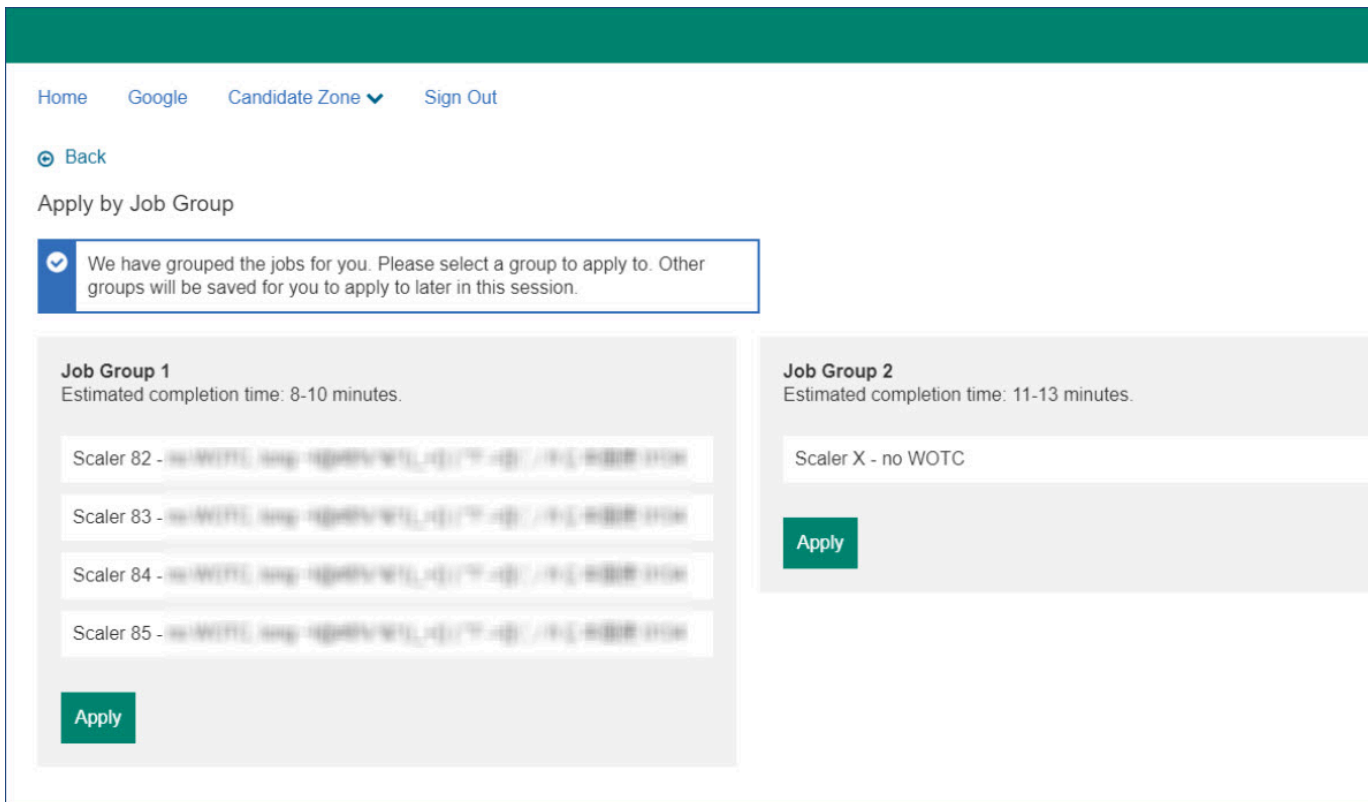 Home Google Candidate Zone Sign Out
Back
Apply by Job Group
We have grouped the jobs for you. Please select a group to apply to. Other
groups will be saved for you to apply to later in this session.
Job Group 1
Estimated completion time: 8-10 minutes.
Scaler 82 -
Scaler 83 -
Scaler 84 -
Scaler 85 -
Apply
Job Group 2
Estimated completion time: 11-13 minutes.
Scaler X - no WOTC
Apply